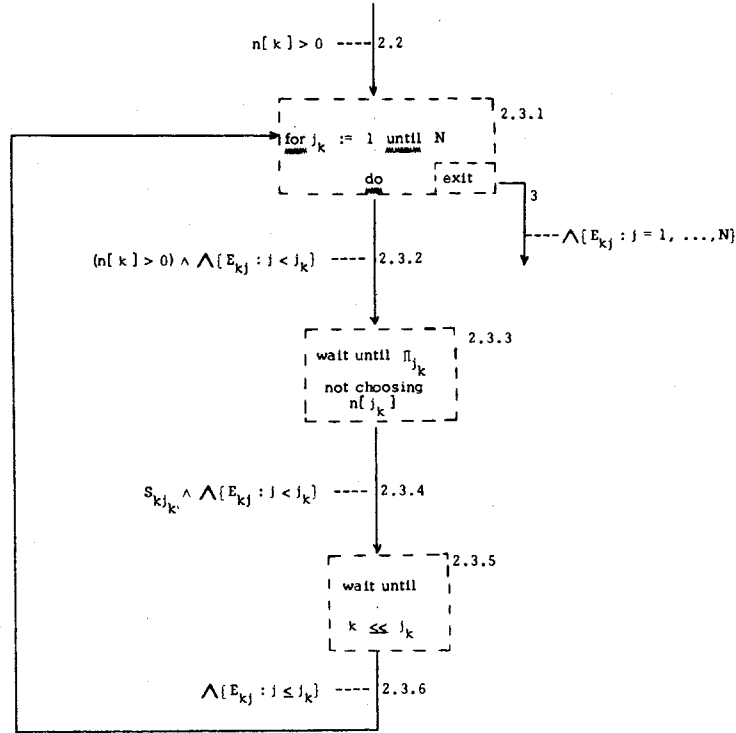 n[ k] > 0 ---- 2.2
2.3.1
for j_k := 1 until N
do
exit
3
---- ⋀{E_kj : j = 1, ...,N}
(n[ k] > 0) ∧ ⋀{E_kj : j < j_k} ---- 2.3.2
2.3.3
wait until Π_j_k
not choosing
n[ j_k ]
S_kj_k ∧ ⋀{E_kj : j < j_k} ---- 2.3.4
2.3.5
wait until
k ≪= j_k
⋀{E_kj : j ≤ j_k} ---- 2.3.6